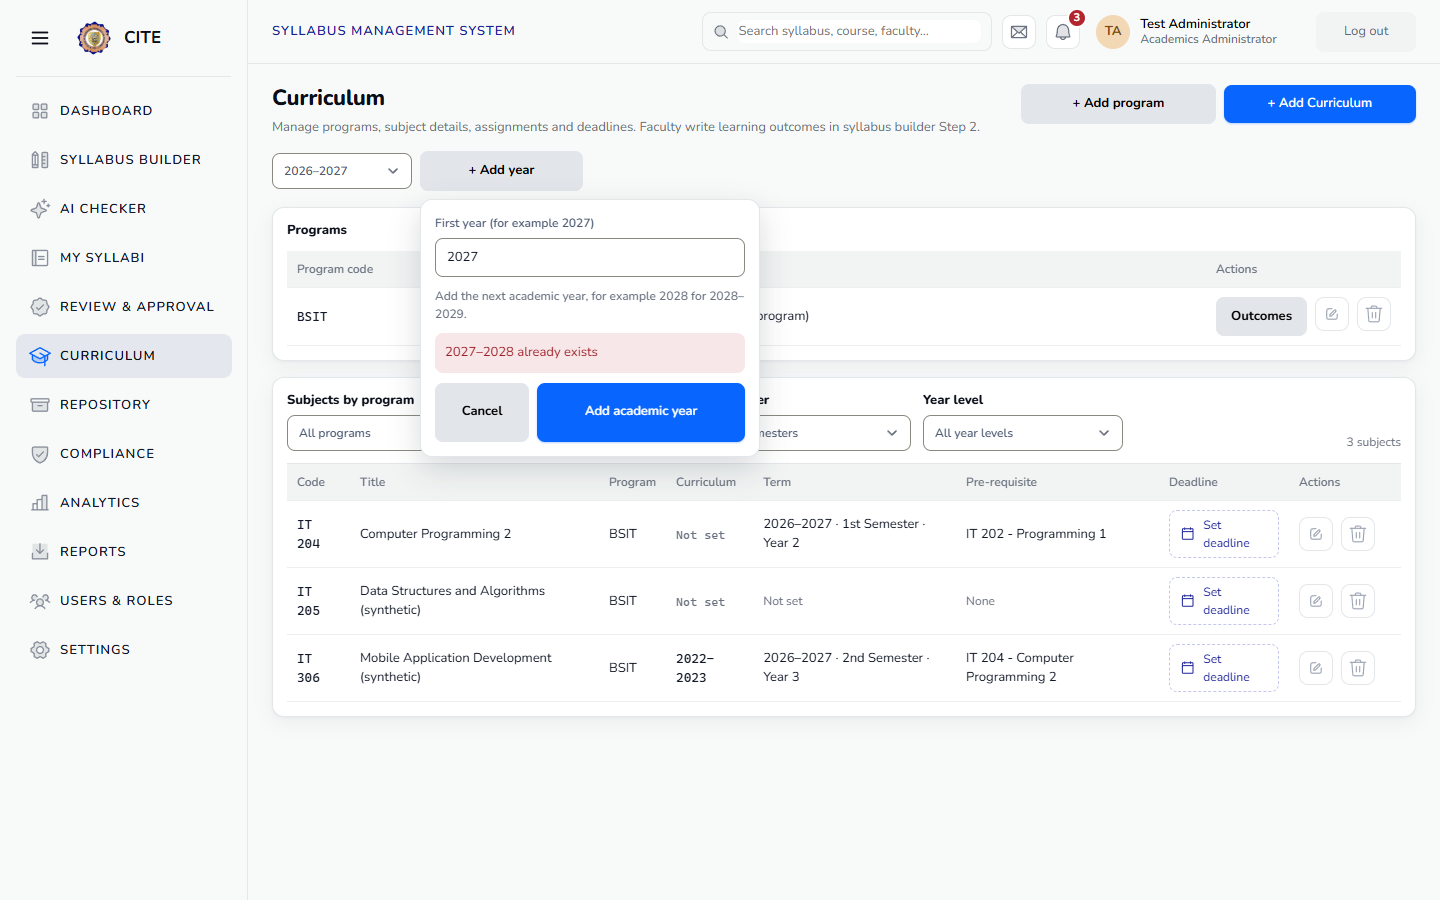 CITE
SYLLABUS MANAGEMENT SYSTEM
Search syllabus, course, faculty...
3
TA
Test Administrator
Academics Administrator
Log out
DASHBOARD
SYLLABUS BUILDER
AI CHECKER
MY SYLLABI
REVIEW & APPROVAL
CURRICULUM
REPOSITORY
COMPLIANCE
ANALYTICS
REPORTS
USERS & ROLES
SETTINGS
Curriculum
Manage programs, subject details, assignments and deadlines. Faculty write learning outcomes in syllabus builder Step 2.
+ Add program
+ Add Curriculum
2026–2027
+ Add year
First year (for example 2027)
2027
Add the next academic year, for example 2028 for 2028–
2029.
2027–2028 already exists
Cancel
Add academic year
Programs
Program code
Actions
BSIT
program)
Outcomes
Subjects by program
Year level
All programs
All year levels
3 subjects
Code Title Program Curriculum Term Pre-requisite Deadline Actions
IT
204
Computer Programming 2
BSIT
Not set
2026–2027 · 1st Semester ·
Year 2
IT 202 - Programming 1
Set
deadline
IT
205
Data Structures and Algorithms
(synthetic)
BSIT
Not set
Not set
None
Set
deadline
IT
306
Mobile Application Development
(synthetic)
BSIT
2022–
2023
2026–2027 · 2nd Semester ·
Year 3
IT 204 - Computer
Programming 2
Set
deadline